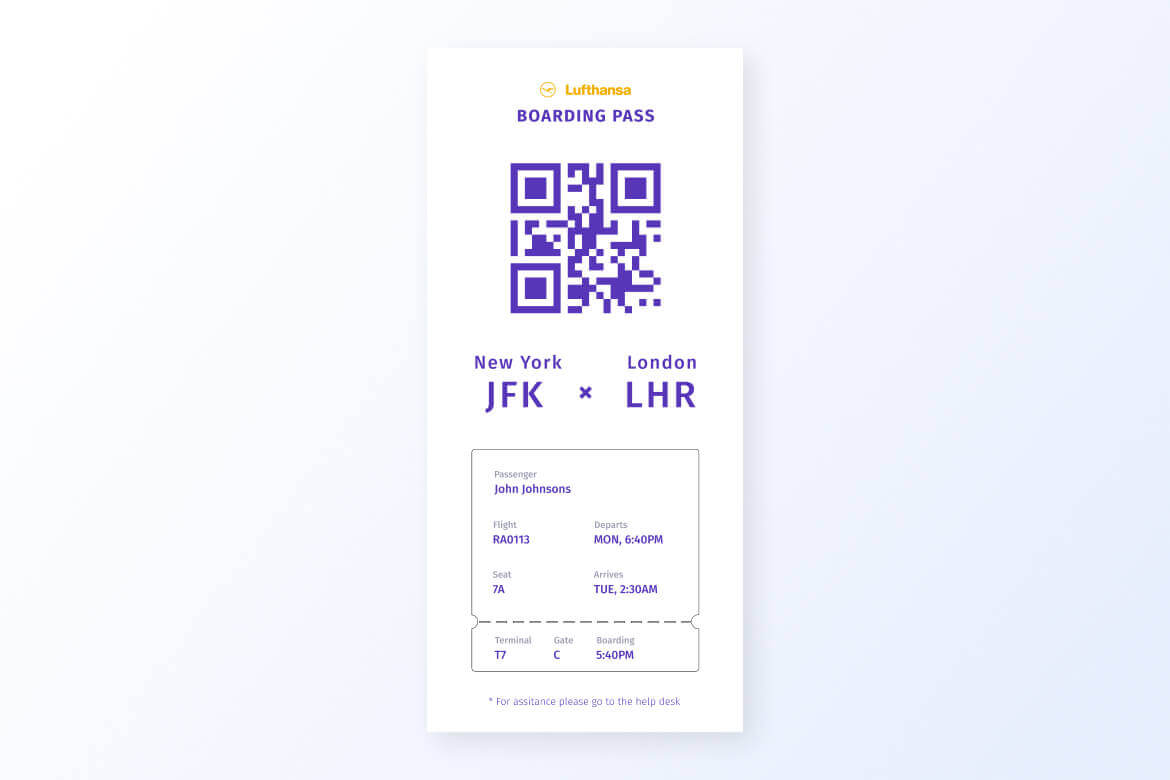 Lufthansa
BOARDING PASS
New York London
JFK × LHR
Passenger
John Johnsons
Flight Departs
RA0113 MON, 6:40PM
Seat Arrives
7A TUE, 2:30AM
Terminal Gate Boarding
T7 C 5:40PM
* For assitance please go to the help desk